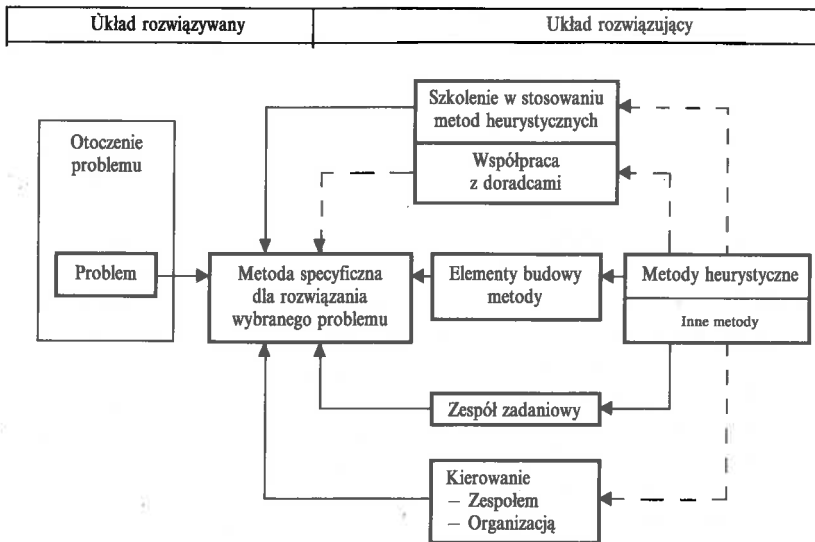 Układ rozwiązywany
Układ rozwiązujący
Szkolenie w stosowaniu
metod heurystycznych
Współpraca
z doradcami
Otoczenie
problemu
Problem
Metoda specyficzna
dla rozwiązania
wybranego problemu
Elementy budowy
metody
Metody heurystyczne
Inne metody
Zespół zadaniowy
Kierowanie
– Zespołem
– Organizacją